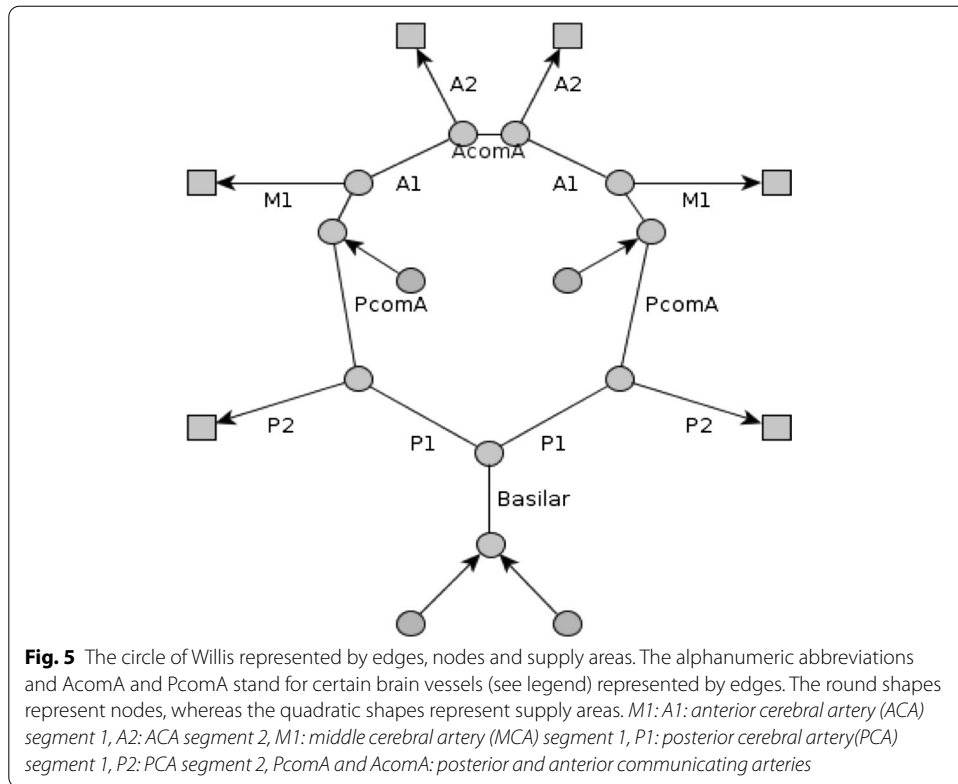 A2 A2
AcomA
A1 A1
M1 M1
PcomA PcomA
P2 P2
P1 P1
Basilar
Fig. 5 The circle of Willis represented by edges, nodes and supply areas. The alphanumeric abbreviations
and AcomA and PcomA stand for certain brain vessels (see legend) represented by edges. The round shapes
represent nodes, whereas the quadratic shapes represent supply areas. M1: A1: anterior cerebral artery (ACA)
segment 1, A2: ACA segment 2, M1: middle cerebral artery (MCA) segment 1, P1: posterior cerebral artery(PCA)
segment 1, P2: PCA segment 2, PcomA and AcomA: posterior and anterior communicating arteries